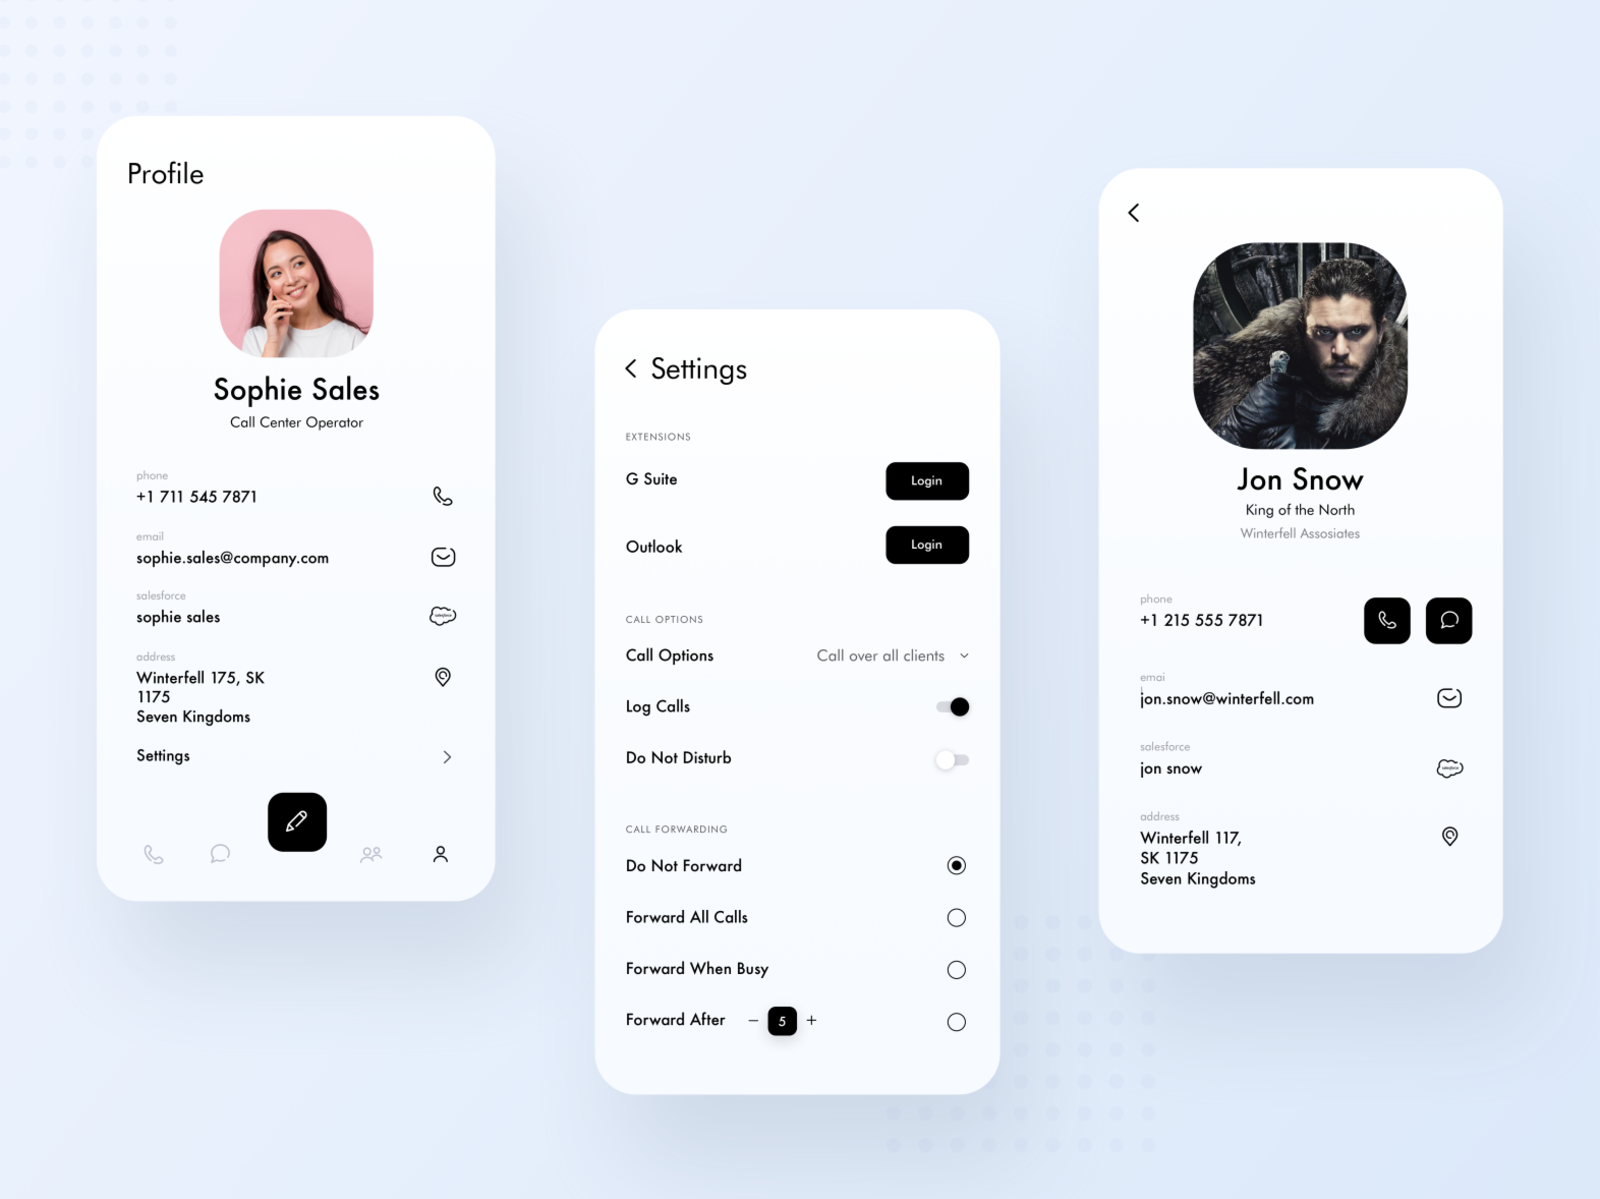 Profile
Sophie Sales
Call Center Operator
phone
+1 711 545 7871
email
sophie.sales@company.com
salesforce
sophie sales
address
Winterfell 175, SK
1175
Seven Kingdoms
Settings
Settings
EXTENSIONS
G Suite
Login
Outlook
Login
CALL OPTIONS
Call Options
Call over all clients
Log Calls
Do Not Disturb
CALL FORWARDING
Do Not Forward
Forward All Calls
Forward When Busy
Forward After − 5 +
Jon Snow
King of the North
Winterfell Assosiates
phone
+1 215 555 7871
emai
l
jon.snow@winterfell.com
salesforce
jon snow
address
Winterfell 117,
SK 1175
Seven Kingdoms